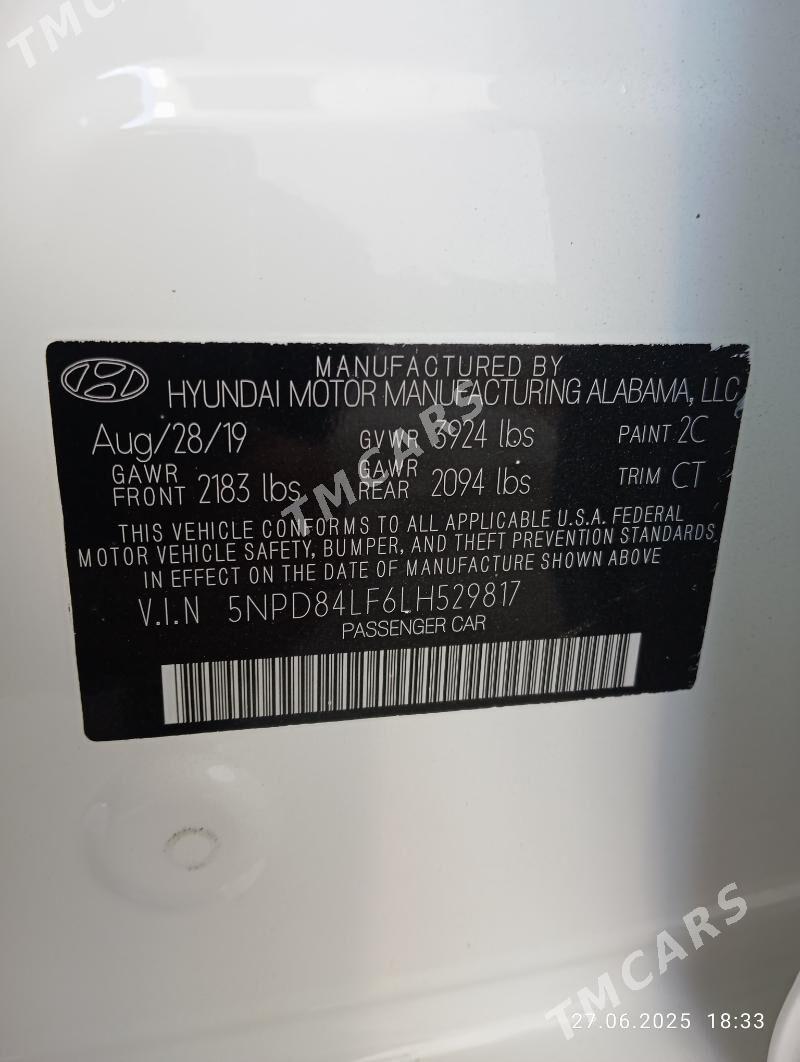 TMCARS
MANUFACTURED BY
HYUNDAI MOTOR MANUFACTURING ALABAMA, LLC
Aug/28/19 GVWR 3924 lbs PAINT 2C
GAWR FRONT 2183 lbs GAWR REAR 2094 lbs TRIM CT
TMCARS
THIS VEHICLE CONFORMS TO ALL APPLICABLE U.S.A. FEDERAL
MOTOR VEHICLE SAFETY, BUMPER, AND THEFT PREVENTION STANDARDS
IN EFFECT ON THE DATE OF MANUFACTURE SHOWN ABOVE
V.I.N 5NPD84LF6LH529817
PASSENGER CAR
TMCARS
27.06.2025 18:33